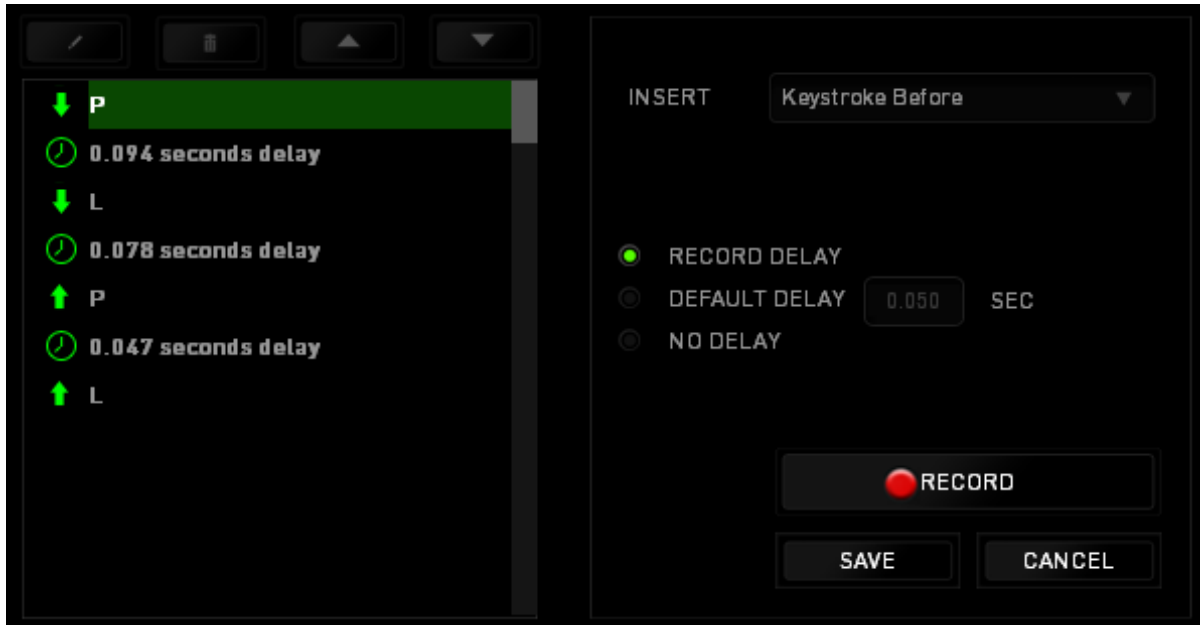 P
0.094 seconds delay
L
0.078 seconds delay
P
0.047 seconds delay
L
INSERT Keystroke Before
RECORD DELAY
DEFAULT DELAY 0.050 SEC
NO DELAY
RECORD
SAVE CANCEL